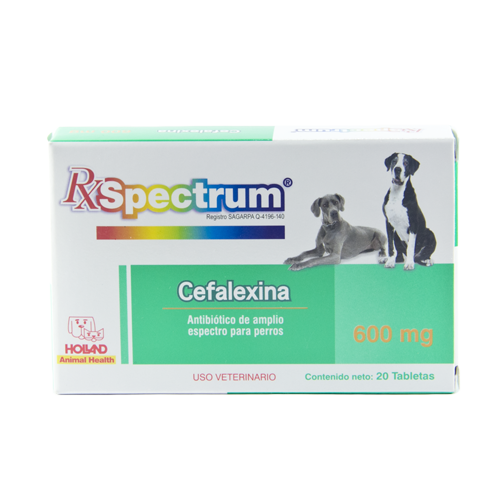 Cefalexina
RxSpectrum®
Registro SAGARPA Q-4196-140
Cefalexina
Antibiótico de amplio
espectro para perros
600 mg
HOLLAND
Animal Health
USO VETERINARIO
Contenido neto: 20 Tabletas